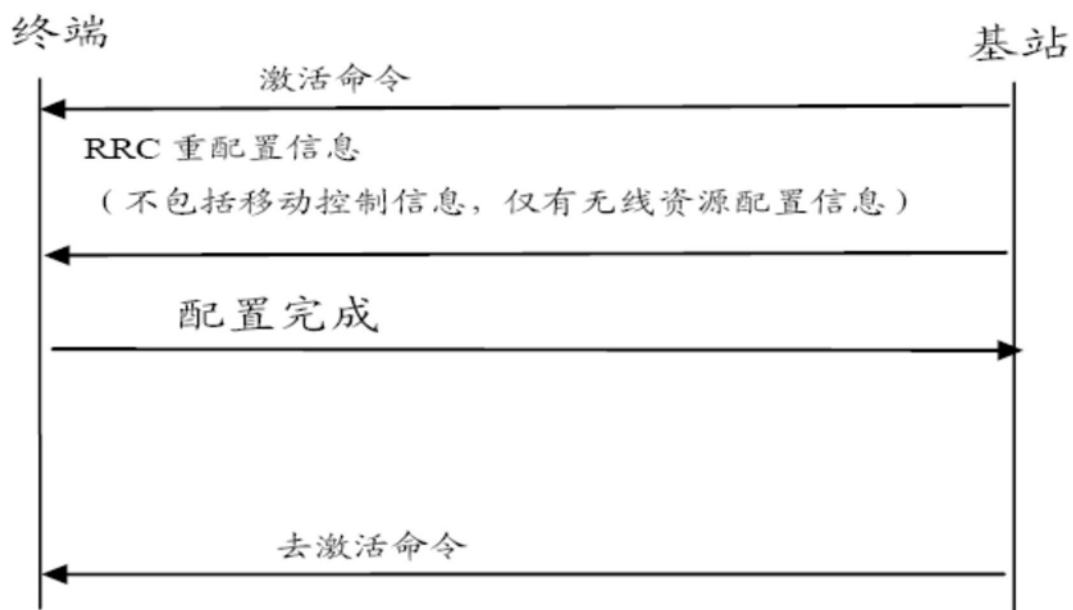 终端
基站
激活命令
RRC 重配置信息
（不包括移动控制信息，仅有无线资源配置信息）
配置完成
去激活命令